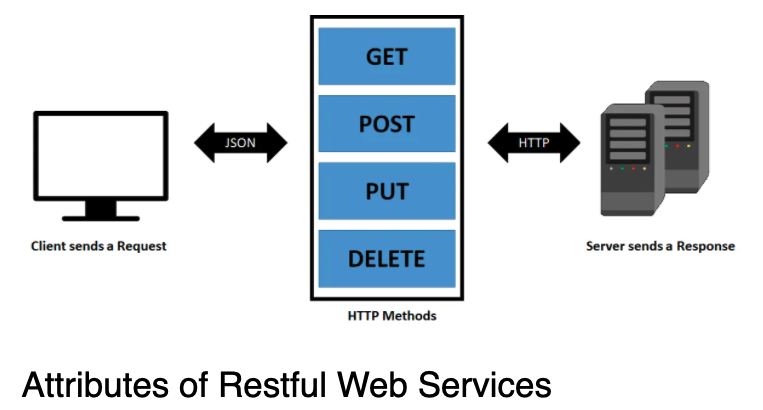 GET
POST
PUT
DELETE
JSON
HTTP
Client sends a Request
Server sends a Response
HTTP Methods
Attributes of Restful Web Services